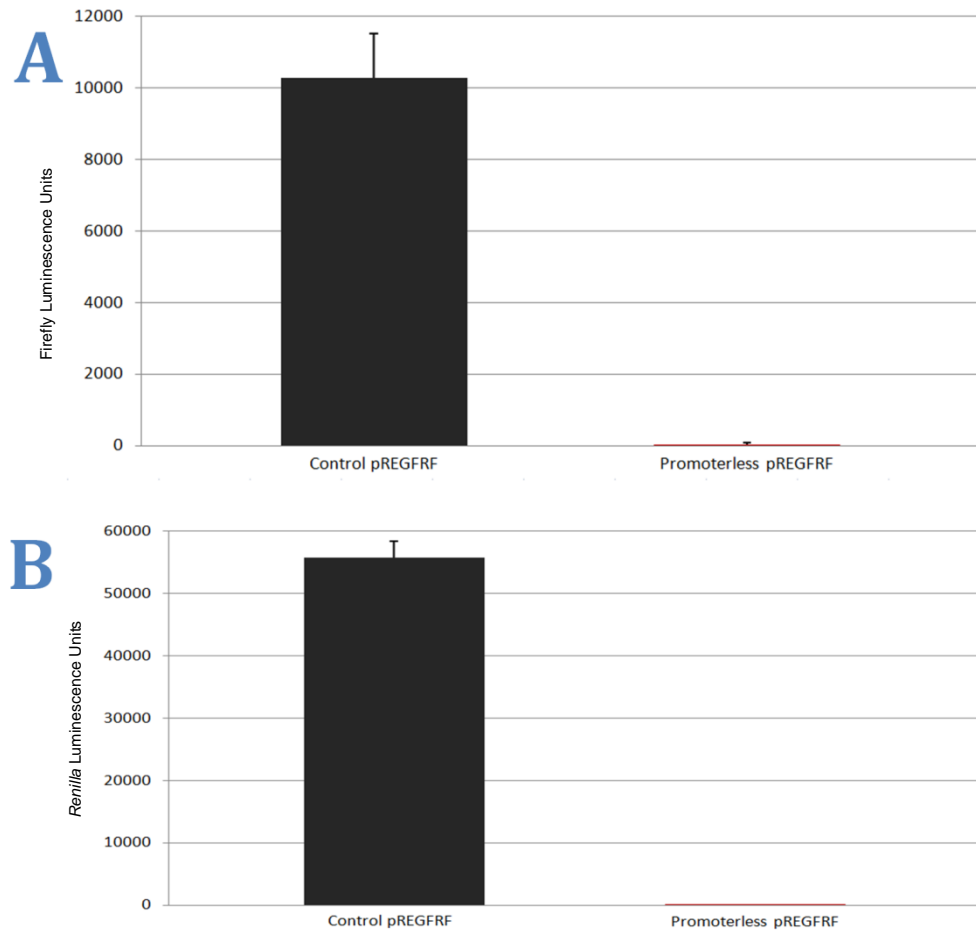 A
12000
10000
8000
6000
4000
2000
0
Firefly Luminescence Units
Control pREGFRF Promoterless pREGFRF
B
60000
50000
40000
30000
20000
10000
0
Renilla Luminescence Units
Control pREGFRF Promoterless pREGFRF